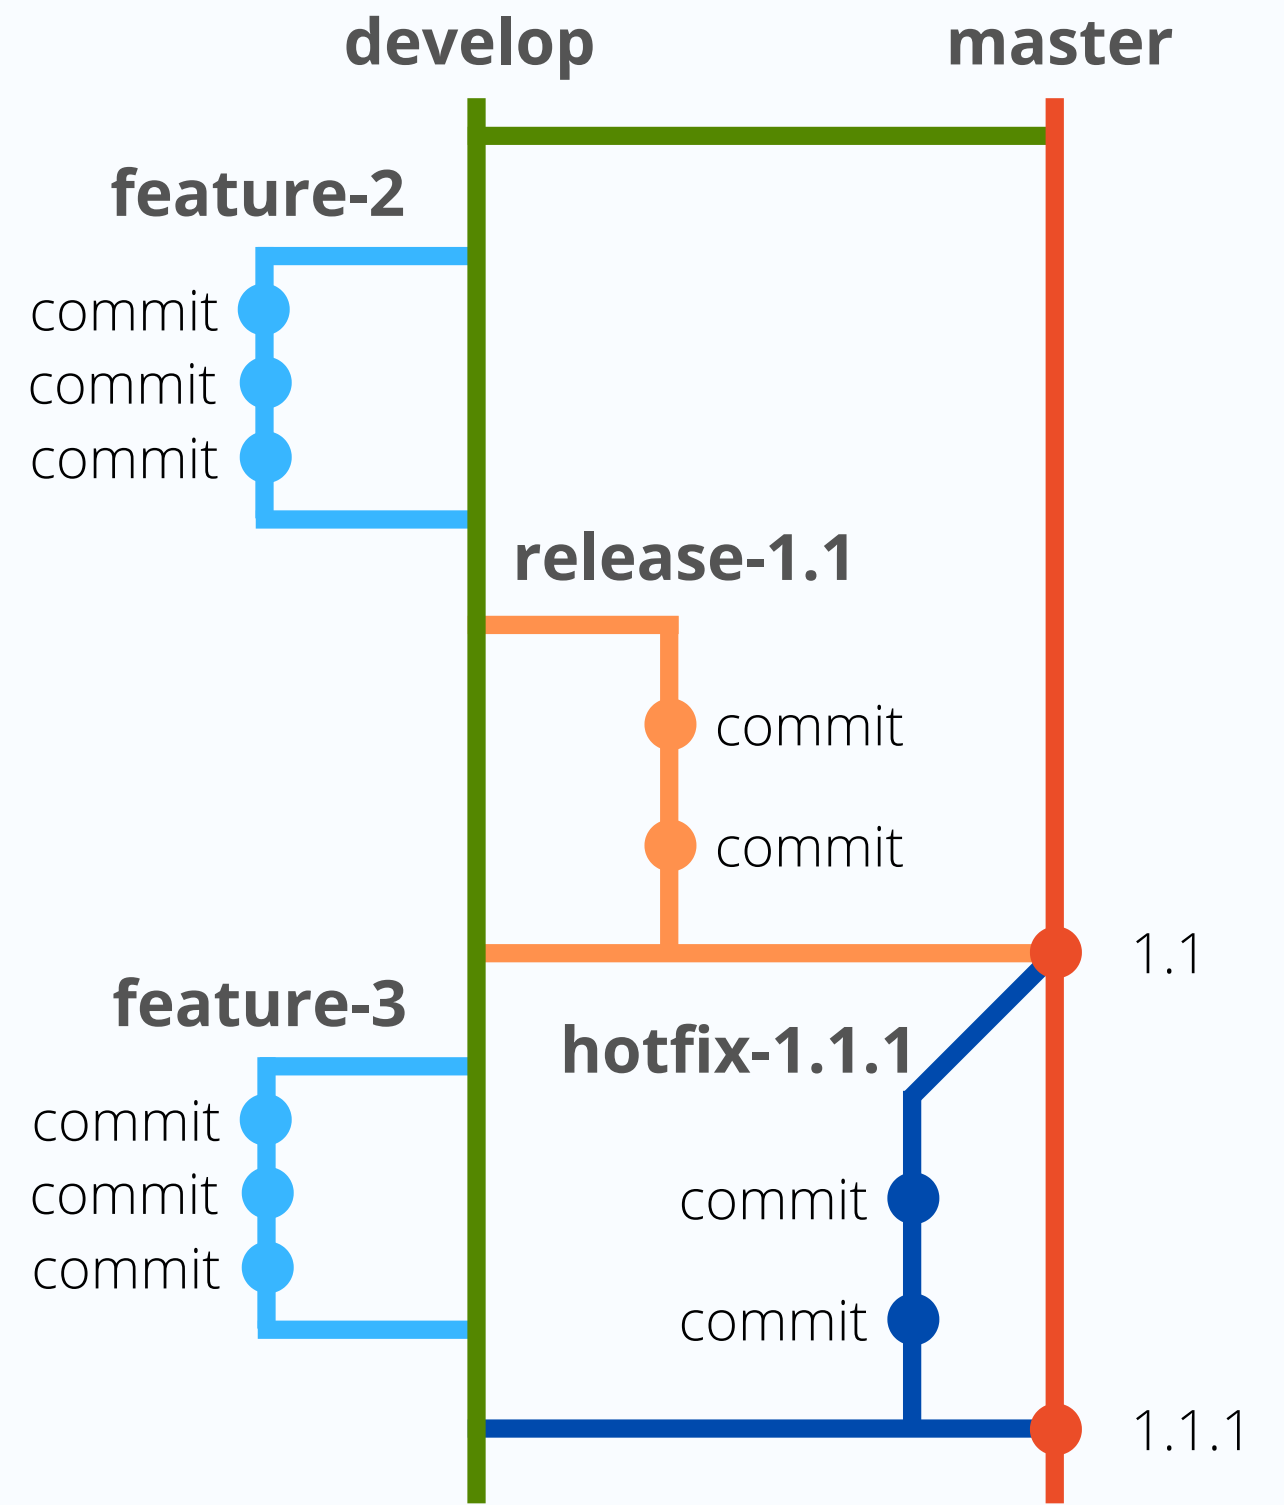 develop
master
feature-2
commit
commit
commit
release-1.1
commit
commit
1.1
feature-3
hotfix-1.1.1
commit
commit
commit
commit
commit
1.1.1